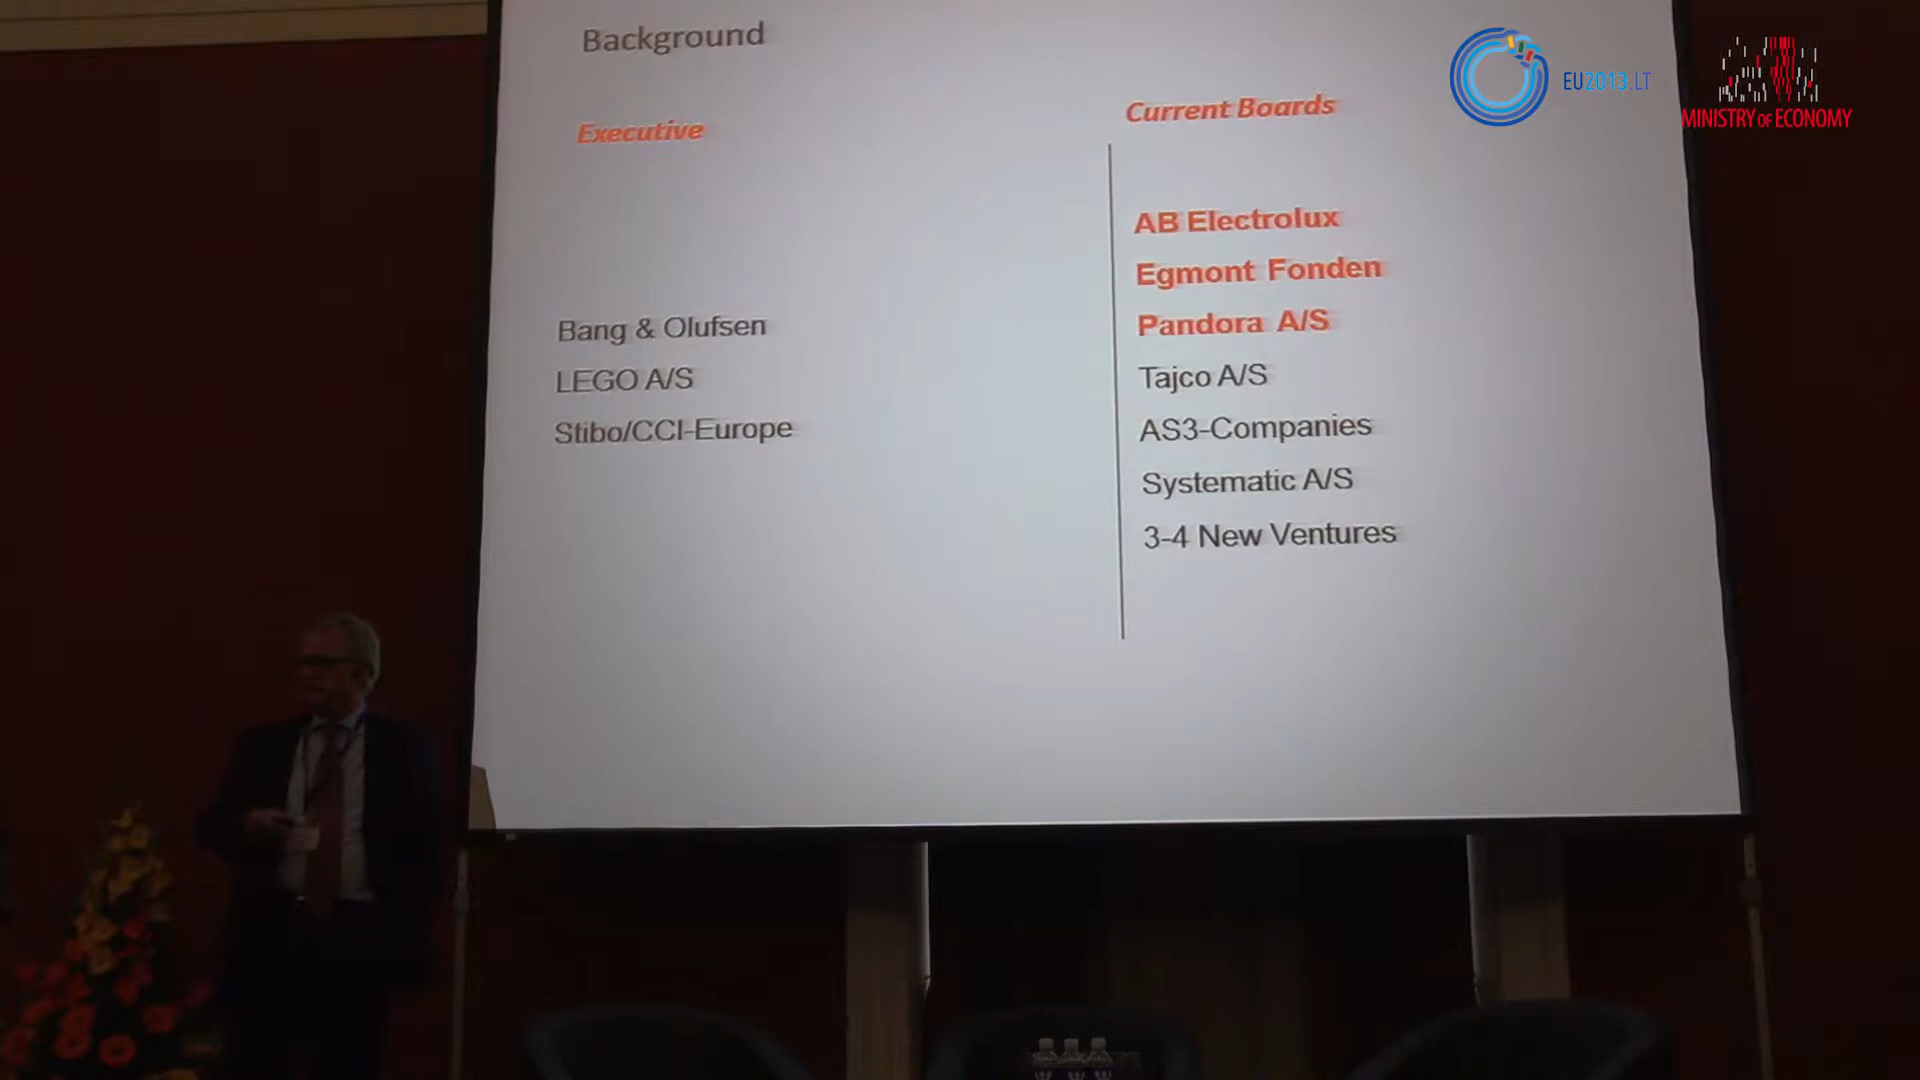 Background
Executive
Bang & Olufsen
LEGO A/S
Stibo/CCI-Europe
Current Boards
AB Electrolux
Egmont Fonden
Pandora A/S
Tajco A/S
AS3-Companies
Systematic A/S
3-4 New Ventures
EU2013.LT
MINISTRY OF ECONOMY